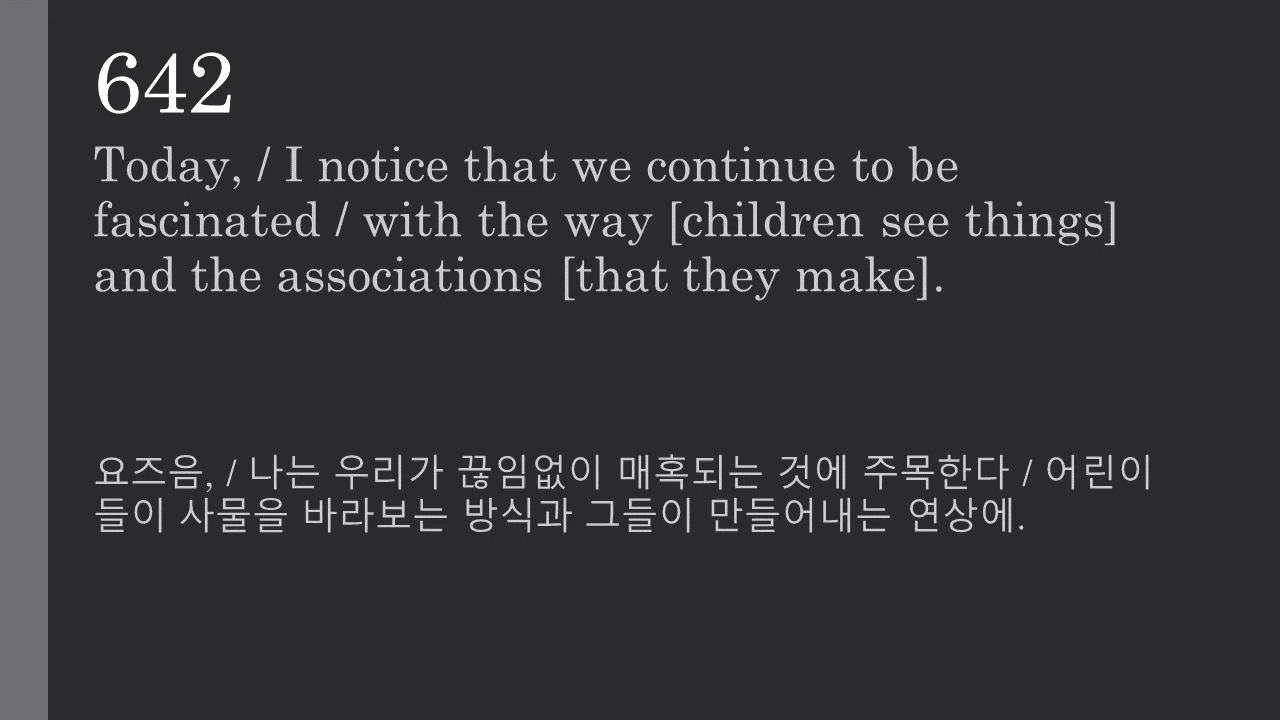 642
Today, / I notice that we continue to be
fascinated / with the way [children see things]
and the associations [that they make].
요즈음, / 나는 우리가 끊임없이 매혹되는 것에 주목한다 / 어린이
들이 사물을 바라보는 방식과 그들이 만들어내는 연상에.